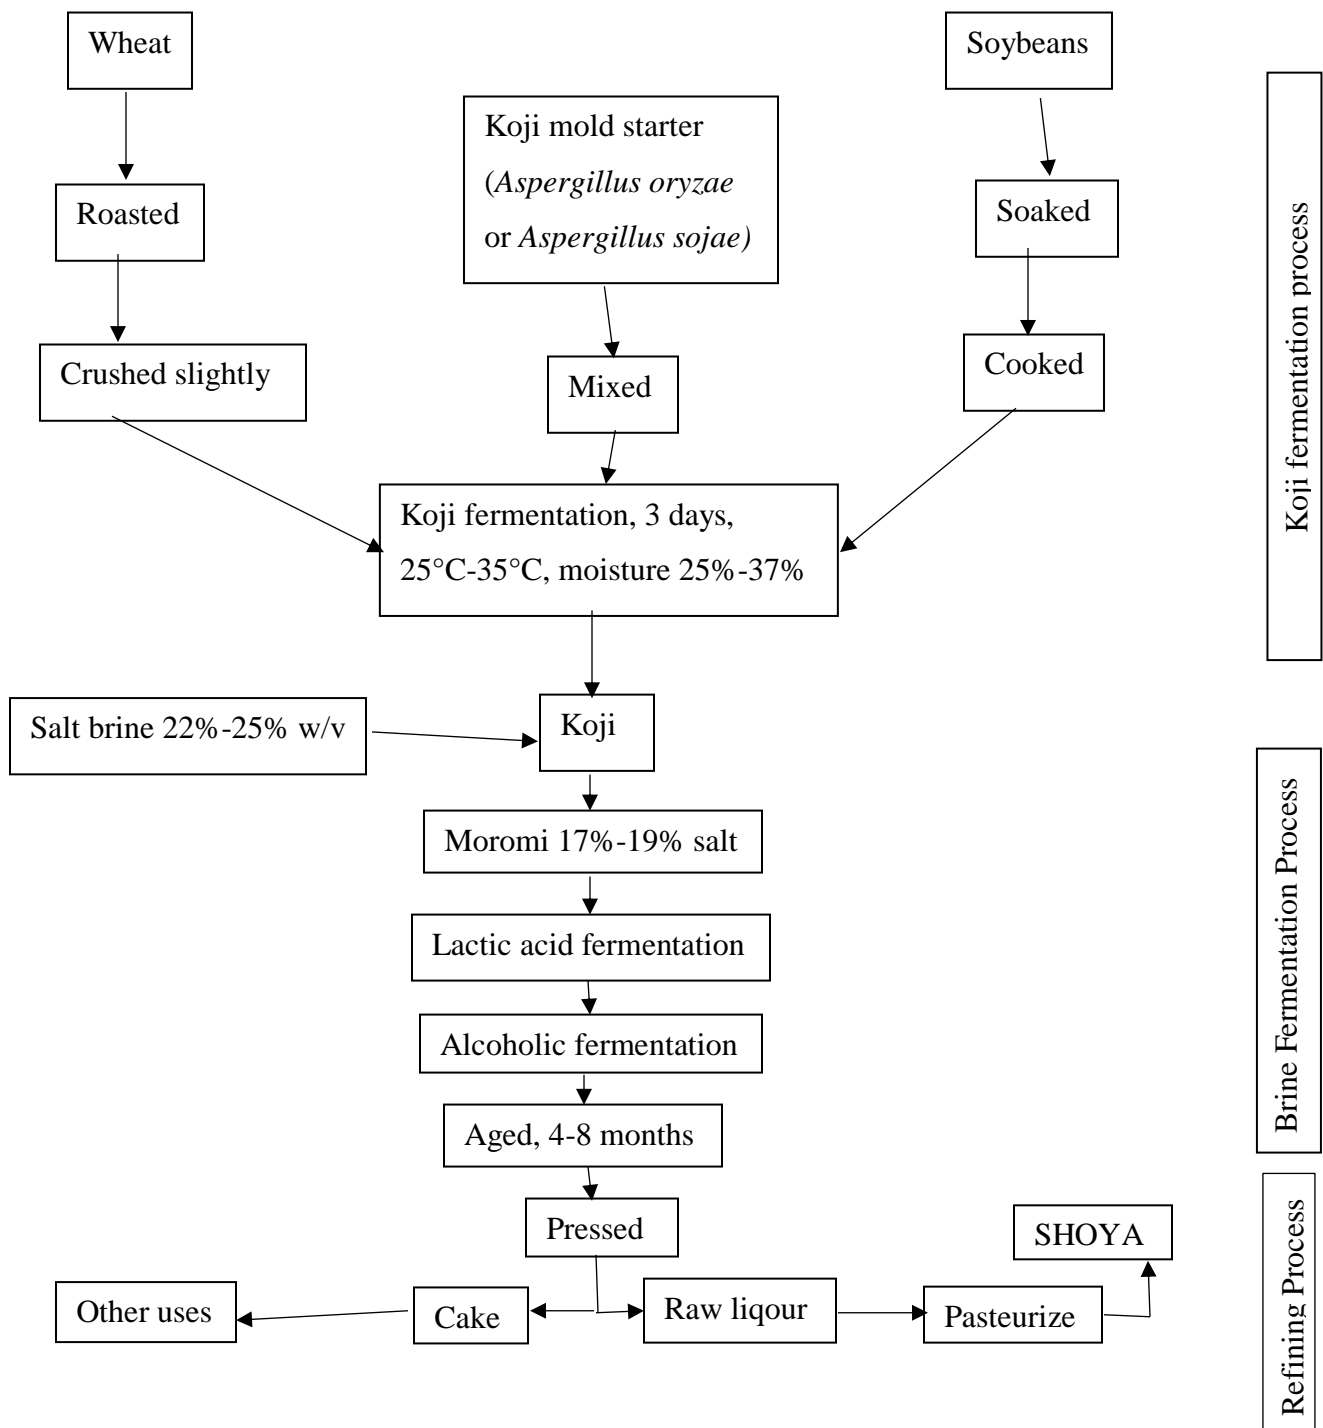 Wheat
Soybeans
Koji mold starter
(Aspergillus oryzae
or Aspergillus sojae)
Roasted
Soaked
Crushed slightly
Mixed
Cooked
Koji fermentation process
Koji fermentation, 3 days,
25°C-35°C, moisture 25%-37%
Salt brine 22%-25% w/v
Koji
Moromi 17%-19% salt
Lactic acid fermentation
Alcoholic fermentation
Aged, 4-8 months
Brine Fermentation Process
Pressed
SHOYA
Other uses
Cake
Raw liqour
Pasteurize
Refining Process